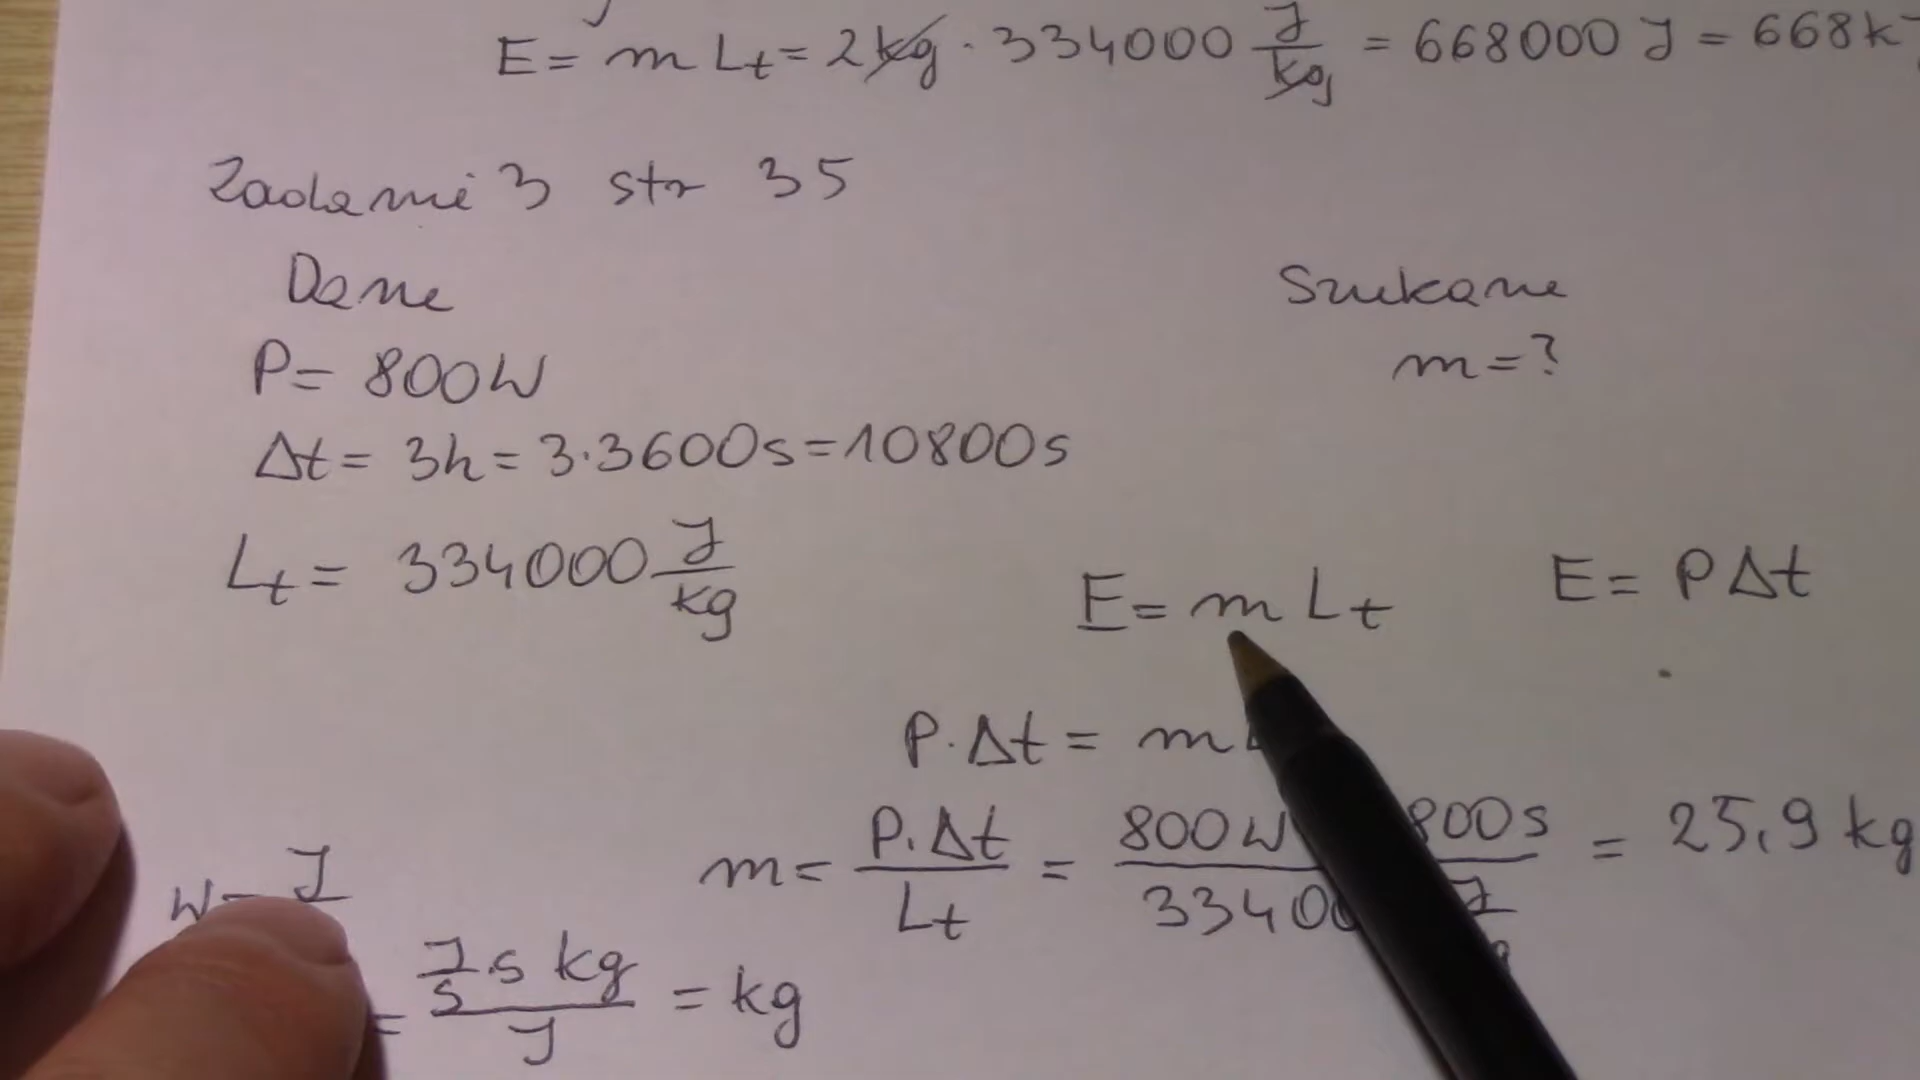 E = m Lt = 2 kg · 334000 J/kg = 668000 J = 668 k
Zadanie 3 str 35
Dane
Szukane
P = 800W
m = ?
Δt = 3h = 3·3600s = 10800s
Lt = 334000 J/kg
E = m Lt
E = P Δt
P·Δt = m
m = P·Δt/Lt = 800W 800s / 33400 J = 25,9 kg
W = J
= J/s·s kg / J = kg